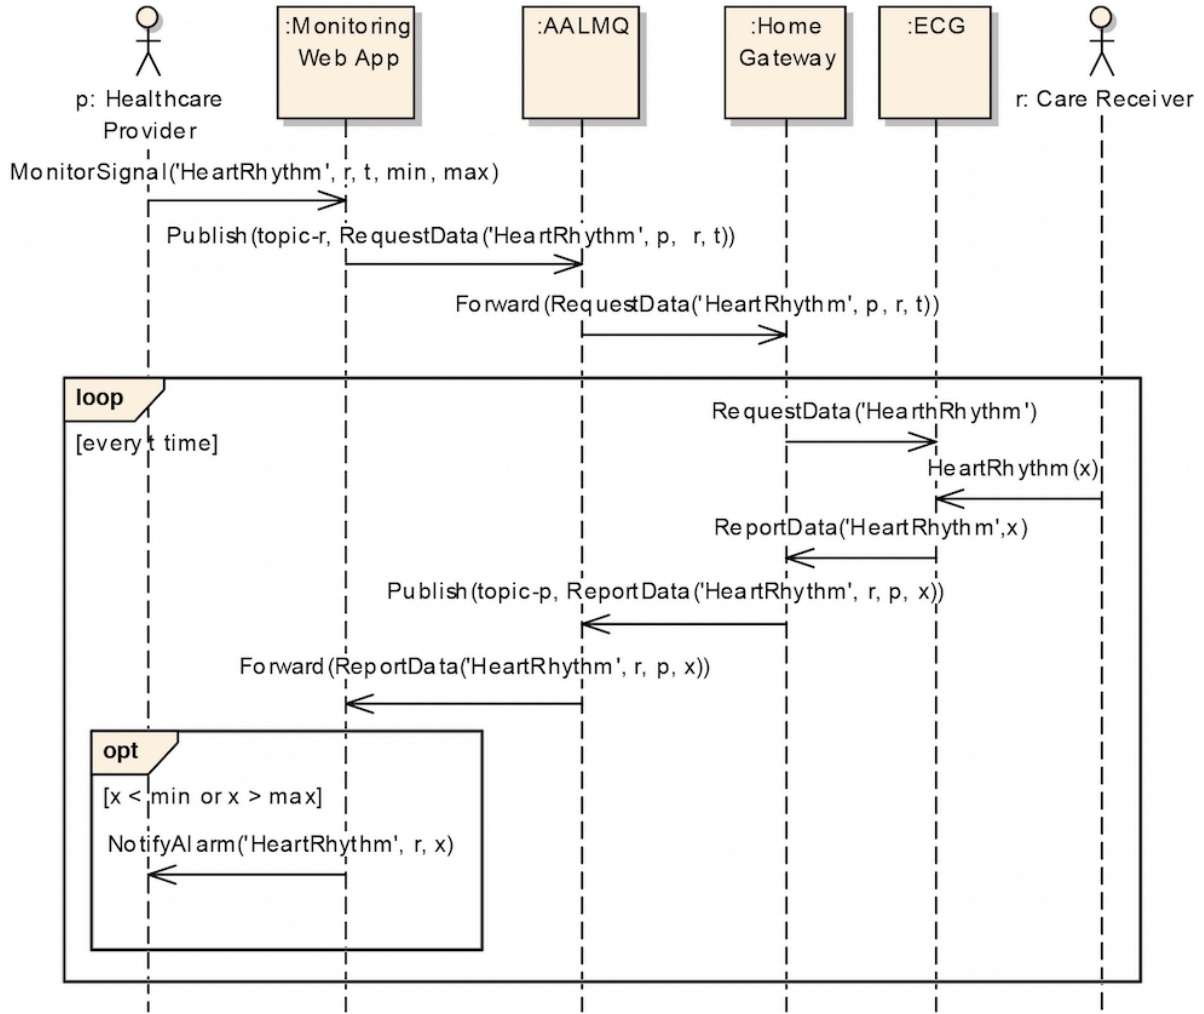 :Monitoring
Web App
:AALMQ
:Home
Gateway
:ECG
p: Healthcare
Provider
r: Care Receiver
MonitorSignal('HeartRhythm', r, t, min, max)
Publish(topic-r, RequestData('HeartRhythm', p, r, t))
Forward(RequestData('HeartRhythm', p, r, t))
loop
[every t time]
RequestData('HearthRhythm')
HeartRhythm(x)
ReportData('HeartRhythm',x)
Publish(topic-p, ReportData('HeartRhythm', r, p, x))
Forward(ReportData('HeartRhythm', r, p, x))
opt
[x < min or x > max]
NotifyAlarm('HeartRhythm', r, x)